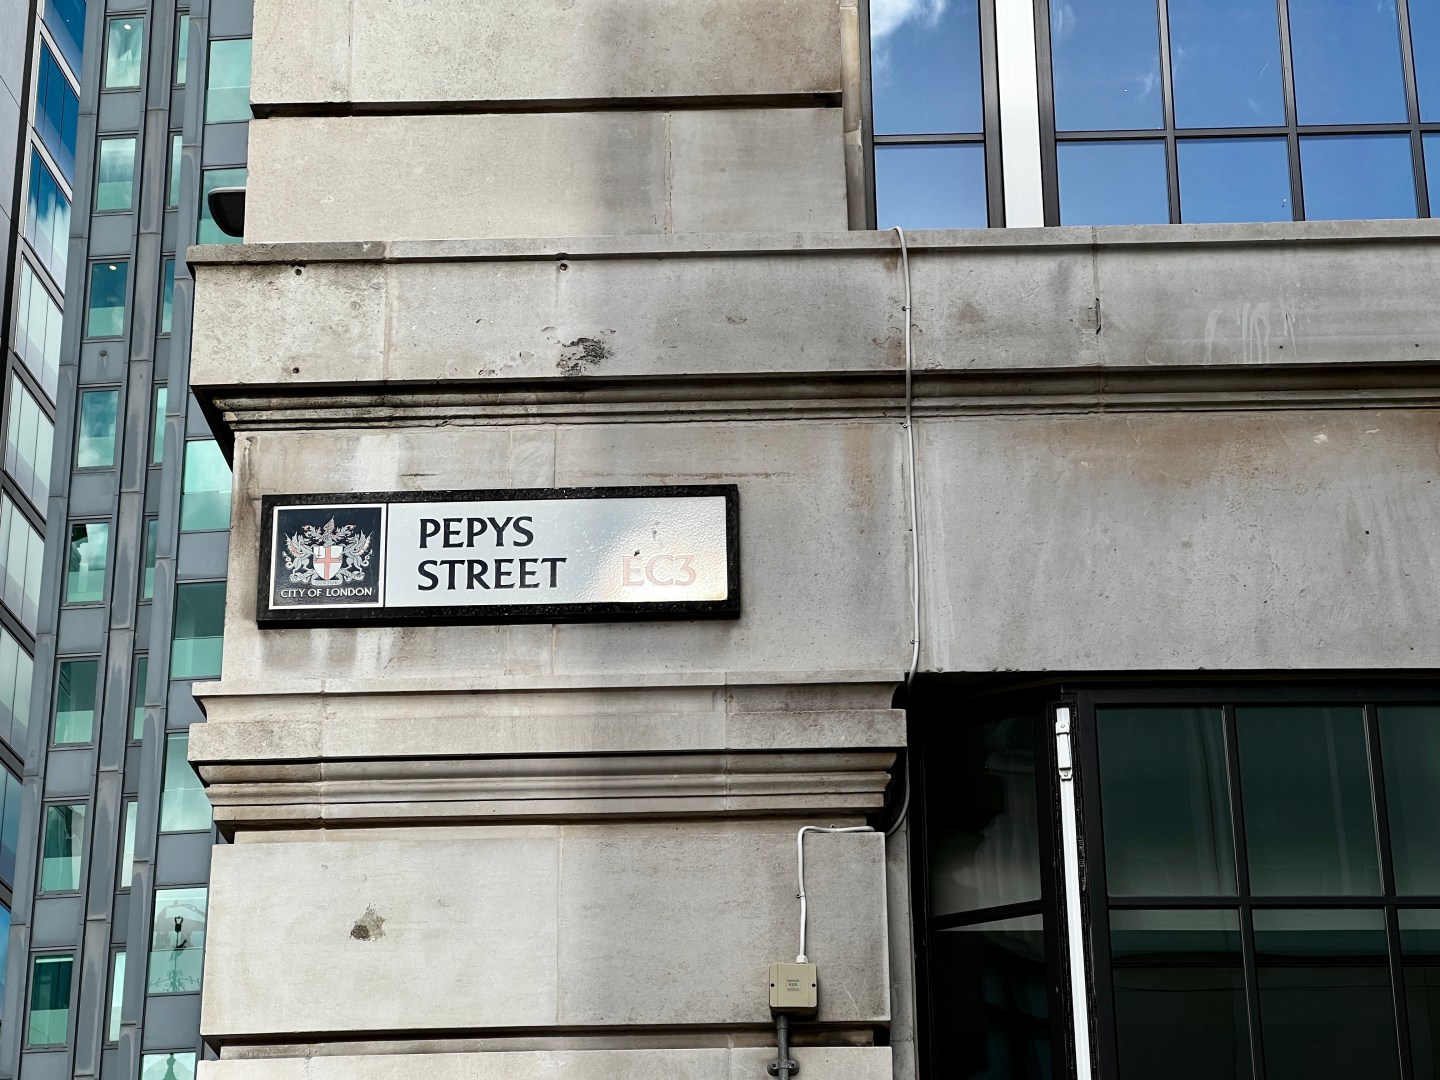 PEPYS
STREET
EC3
CITY OF LONDON